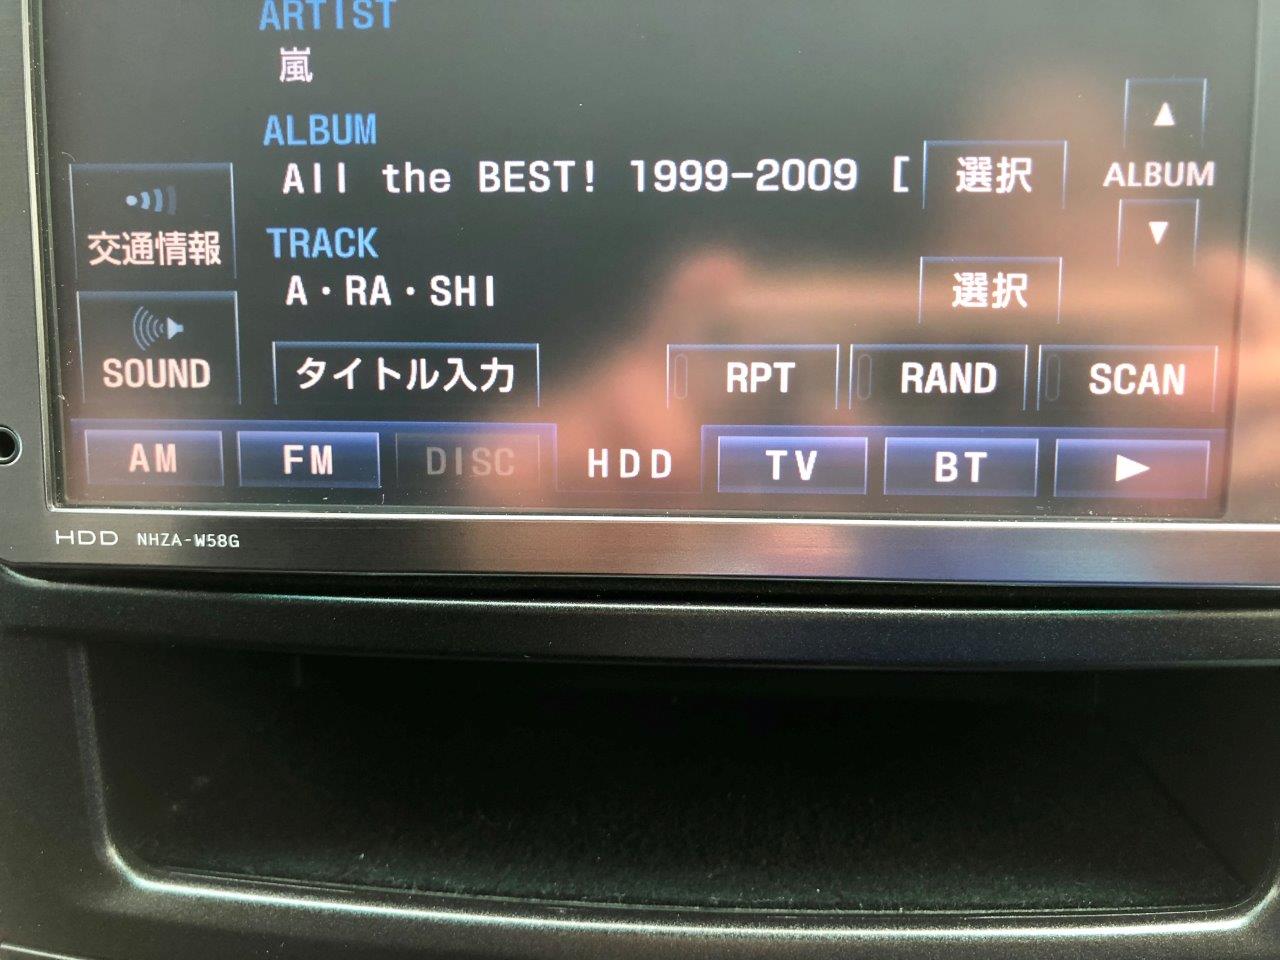 ARTIST
嵐
ALBUM
All the BEST! 1999-2009 [
選択
▲
ALBUM
▼
交通情報
TRACK
A・RA・SHI
選択
SOUND
タイトル入力
RPT
RAND
SCAN
AM
FM
DISC
HDD
TV
BT
▶
HDD NHZA-W58G